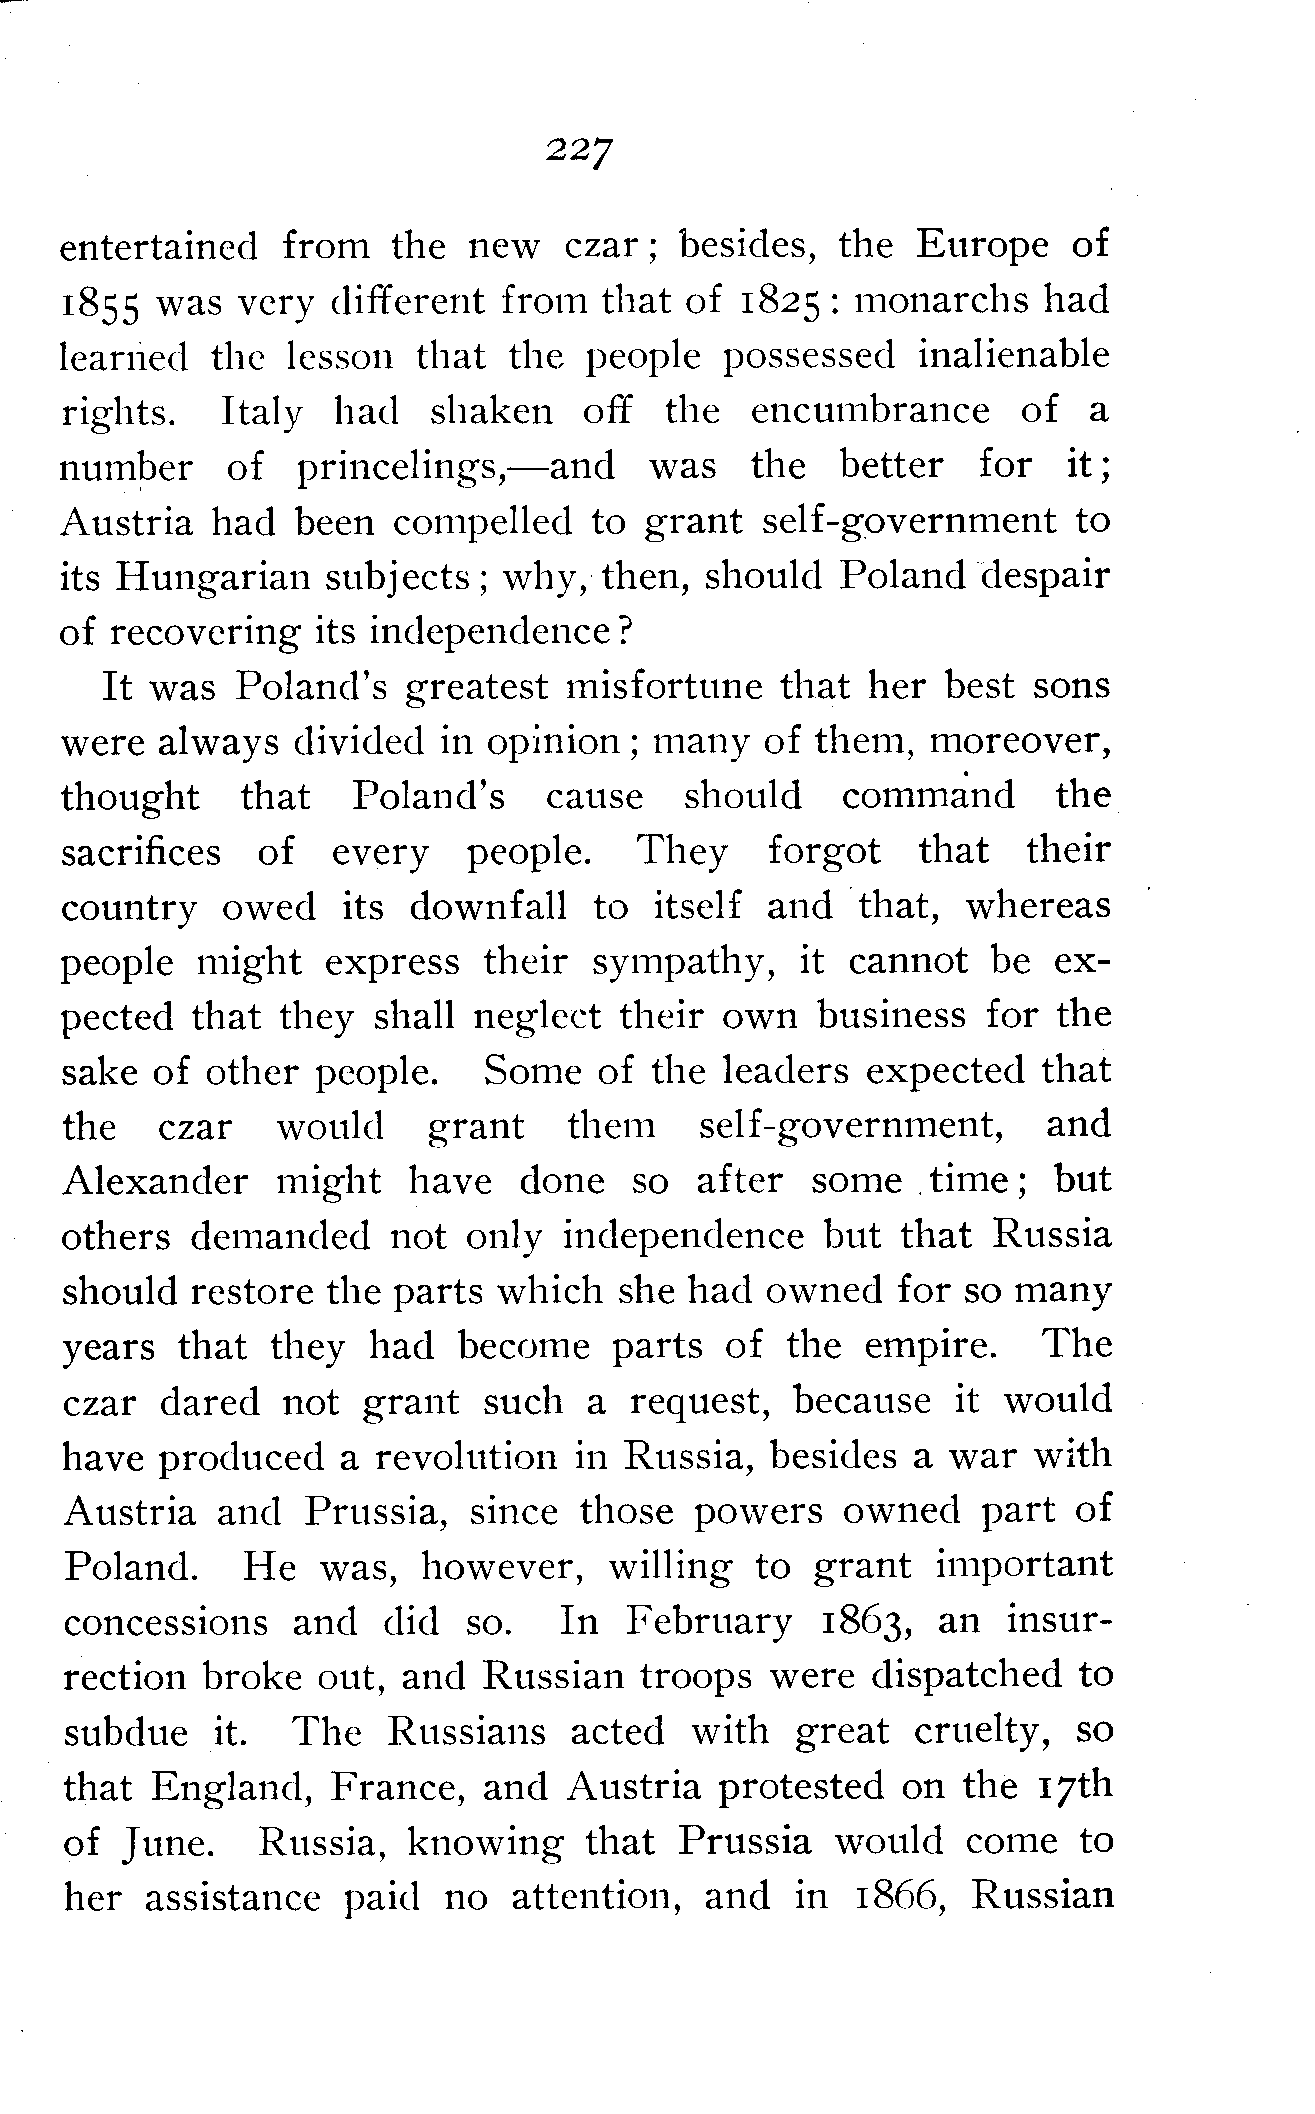 227
entertained from the new czar; besides, the Europe of
1855 was very different from that of 1825: monarchs had
learned the lesson that the people possessed inalienable
rights. Italy had shaken off the encumbrance of a
number of princelings,—and was the better for it;
Austria had been compelled to grant self-government to
its Hungarian subjects; why, then, should Poland despair
of recovering its independence?
It was Poland's greatest misfortune that her best sons
were always divided in opinion; many of them, moreover,
thought that Poland's cause should command the
sacrifices of every people. They forgot that their
country owed its downfall to itself and that, whereas
people might express their sympathy, it cannot be ex-
pected that they shall neglect their own business for the
sake of other people. Some of the leaders expected that
the czar would grant them self-government, and
Alexander might have done so after some time; but
others demanded not only independence but that Russia
should restore the parts which she had owned for so many
years that they had become parts of the empire. The
czar dared not grant such a request, because it would
have produced a revolution in Russia, besides a war with
Austria and Prussia, since those powers owned part of
Poland. He was, however, willing to grant important
concessions and did so. In February 1863, an insur-
rection broke out, and Russian troops were dispatched to
subdue it. The Russians acted with great cruelty, so
that England, France, and Austria protested on the 17th
of June. Russia, knowing that Prussia would come to
her assistance paid no attention, and in 1866, Russian